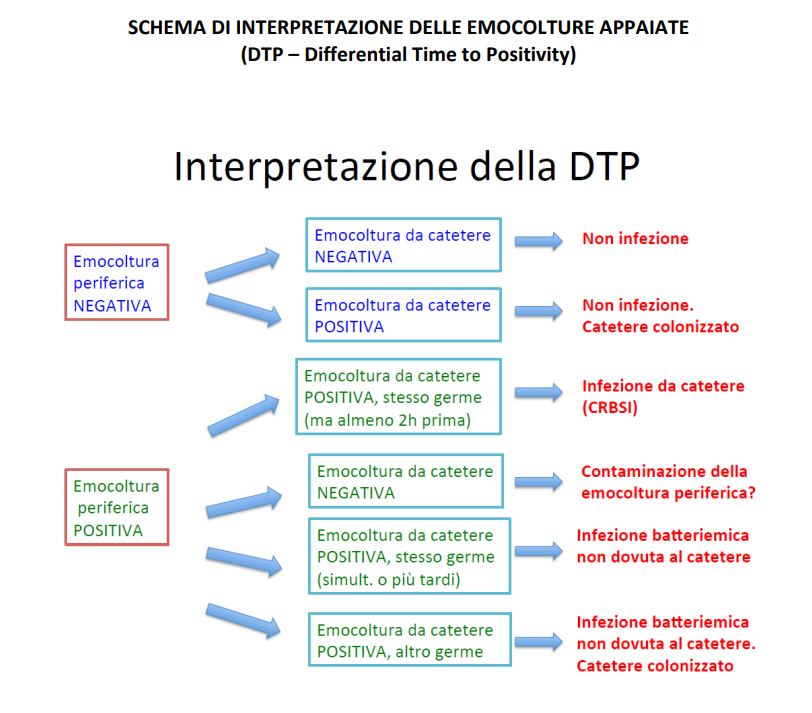 SCHEMA DI INTERPRETAZIONE DELLE EMOCOLTURE APPAIATE
(DTP – Differential Time to Positivity)
Interpretazione della DTP
Emocoltura
periferica
NEGATIVA
Emocoltura da catetere
NEGATIVA
Non infezione
Emocoltura da catetere
POSITIVA
Non infezione.
Catetere colonizzato
Emocoltura
periferica
POSITIVA
Emocoltura da catetere
POSITIVA, stesso germe
(ma almeno 2h prima)
Infezione da catetere
(CRBSI)
Emocoltura da catetere
NEGATIVA
Contaminazione della
emocoltura periferica?
Emocoltura da catetere
POSITIVA, stesso germe
(simult. o più tardi)
Infezione batteriemica
non dovuta al catetere
Emocoltura da catetere
POSITIVA, altro germe
Infezione batteriemica
non dovuta al catetere.
Catetere colonizzato